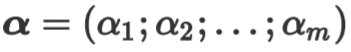 𝜶 = (α₁; α₂; …; αₘ)